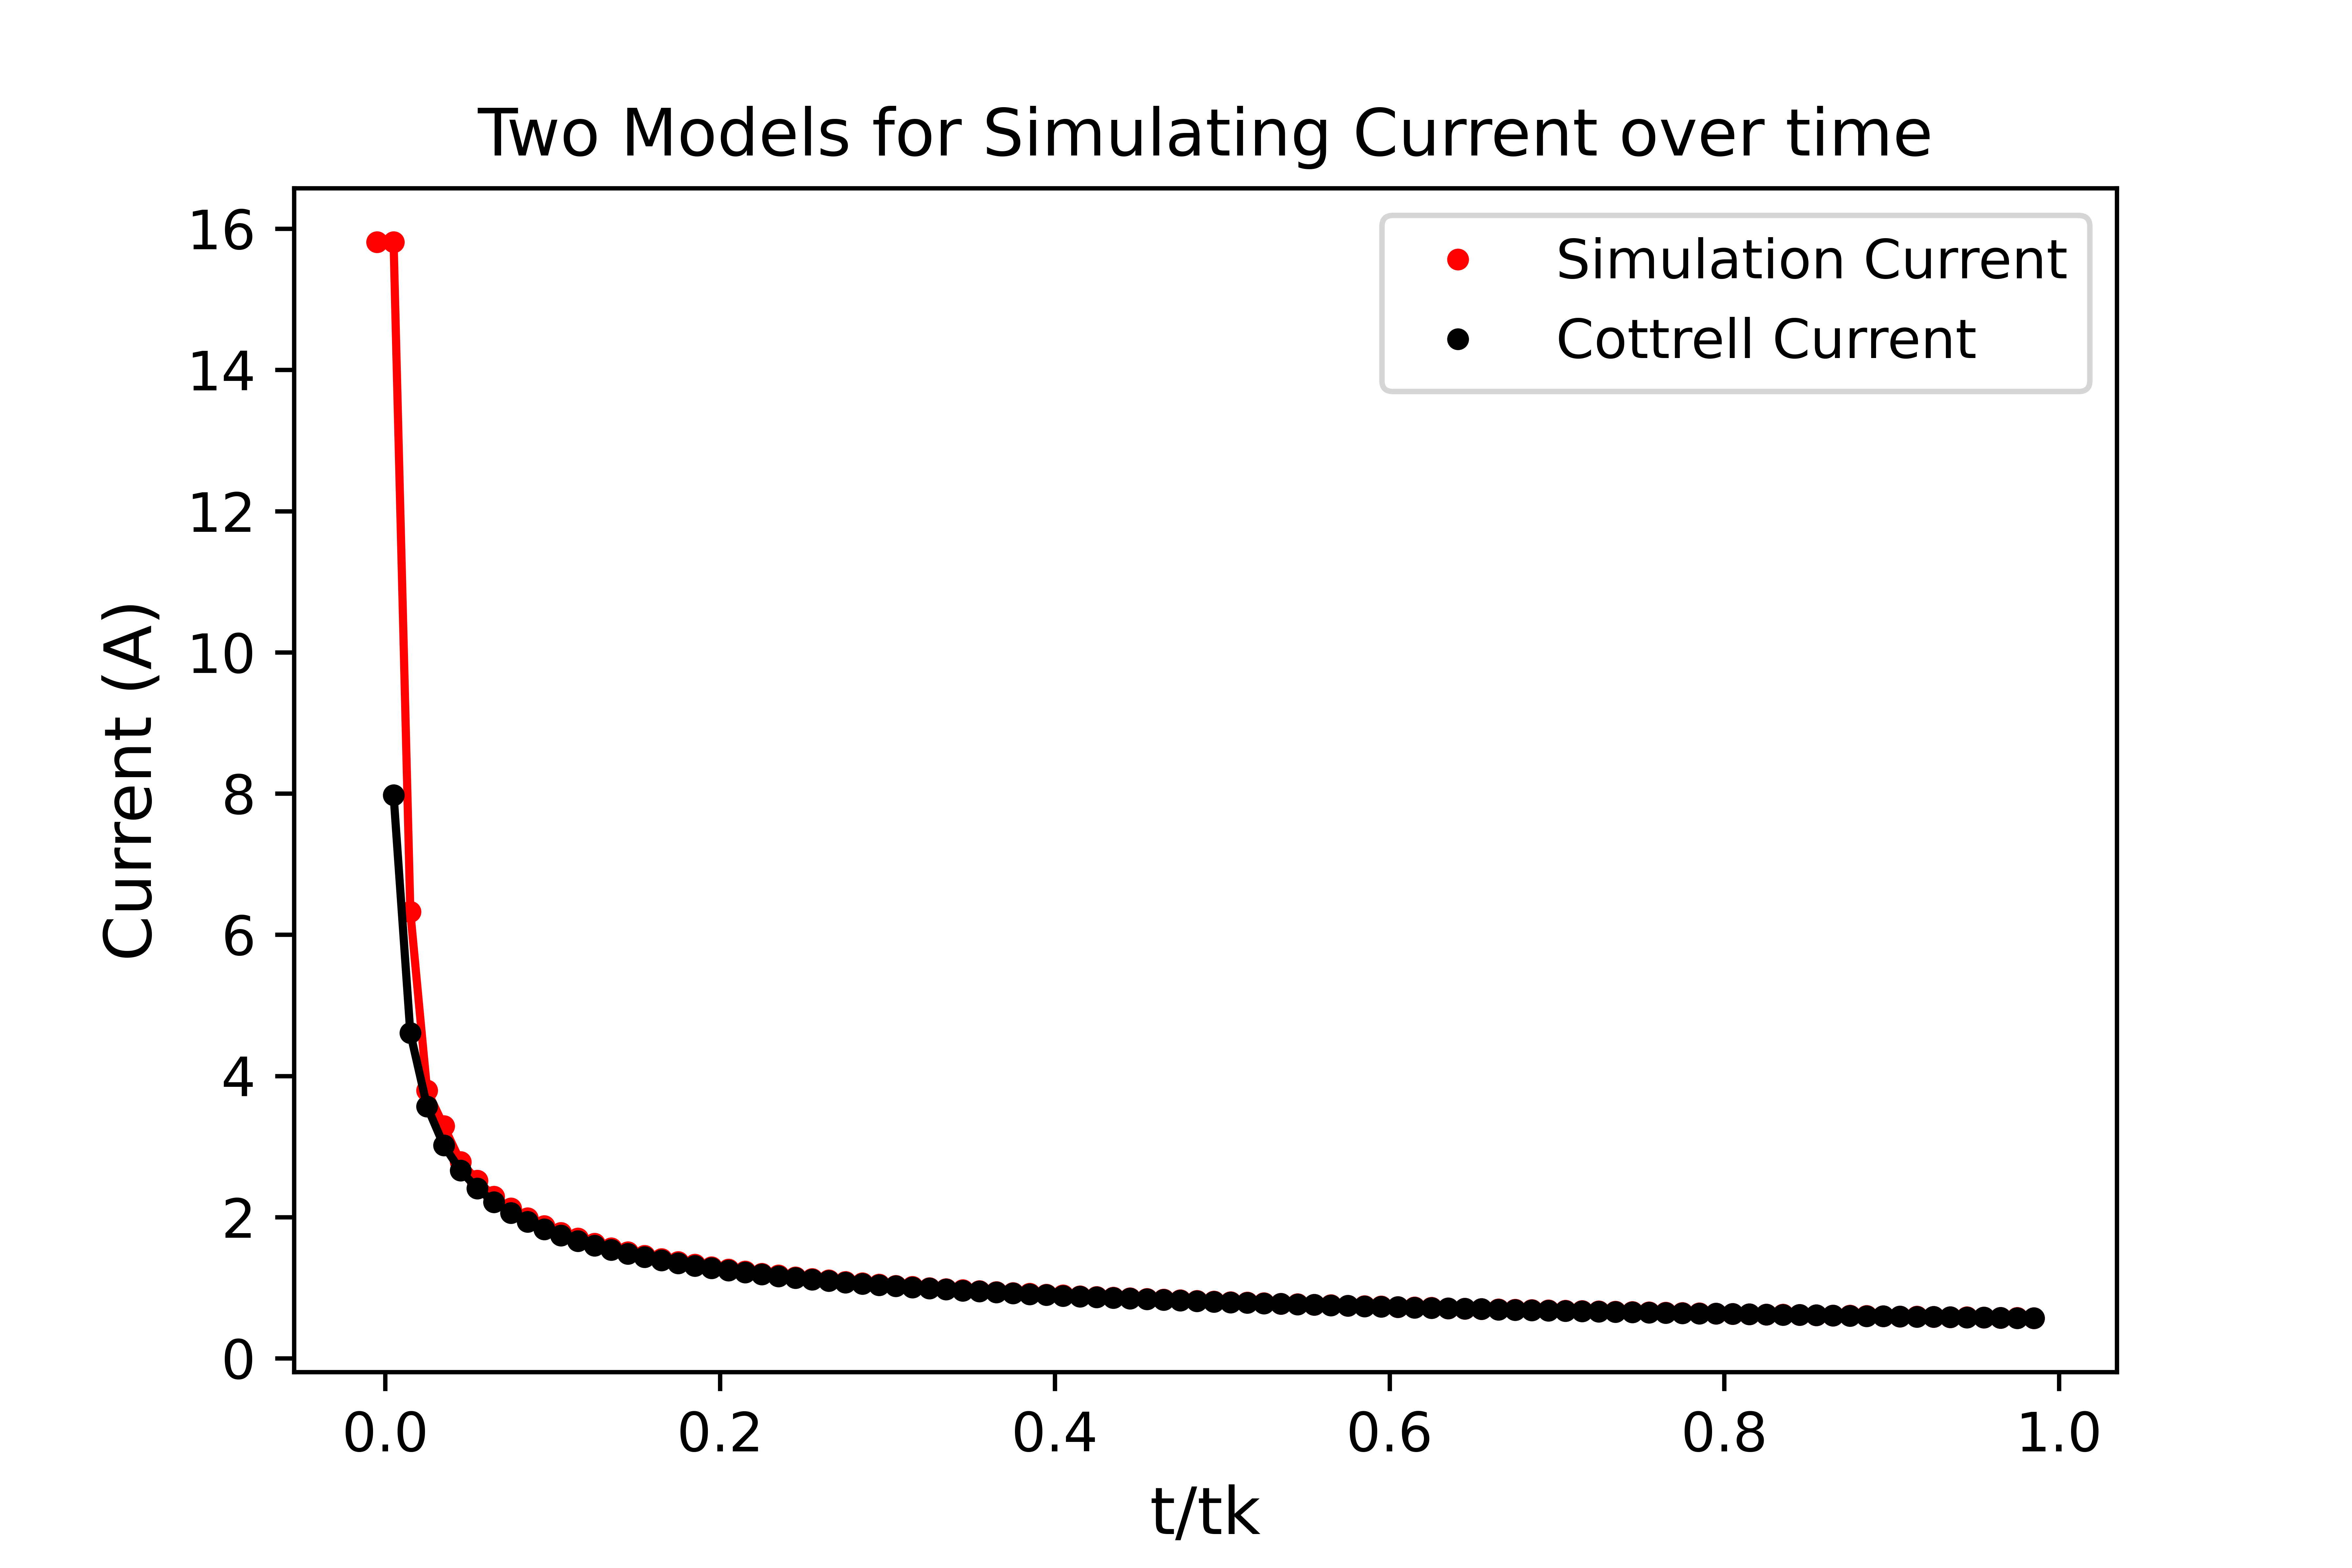 Two Models for Simulating Current over time
Simulation Current
Cottrell Current
Current (A)
16
14
12
10
8
6
4
2
0
0.0 0.2 0.4 0.6 0.8 1.0
t/tk